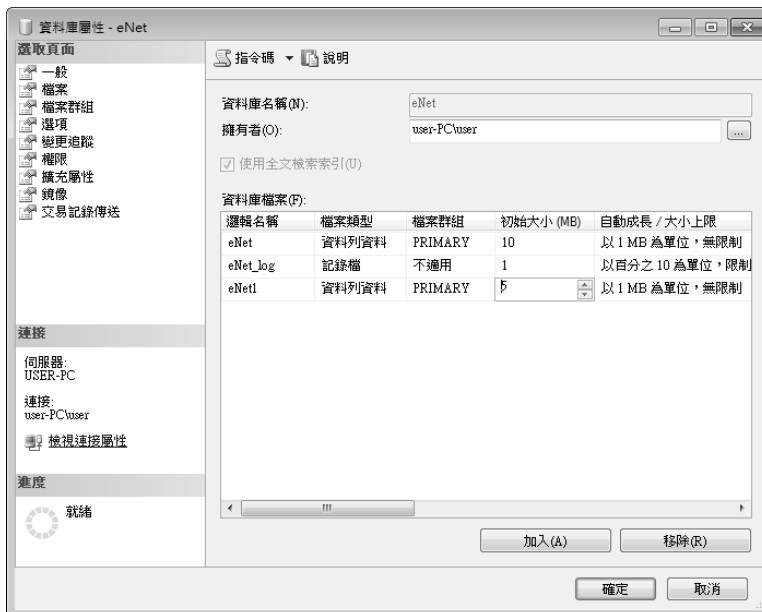 資料庫屬性 - eNet
選取頁面
一般
檔案
檔案群組
選項
變更追蹤
權限
擴充屬性
鏡像
交易記錄傳送
連接
伺服器:
USER-PC
連接:
user-PC\user
檢視連接屬性
進度
就緒
指令碼 說明
資料庫名稱(N): eNet
擁有者(O): user-PC\user ...
使用全文檢索索引(U)
資料庫檔案(F):
邏輯名稱 檔案類型 檔案群組 初始大小 (MB) 自動成長 / 大小上限
eNet 資料列資料 PRIMARY 10 以 1 MB 為單位，無限制
eNet_log 記錄檔 不適用 1 以百分之 10 為單位，限制
eNet1 資料列資料 PRIMARY 5 以 1 MB 為單位，無限制
加入(A) 移除(R)
確定 取消